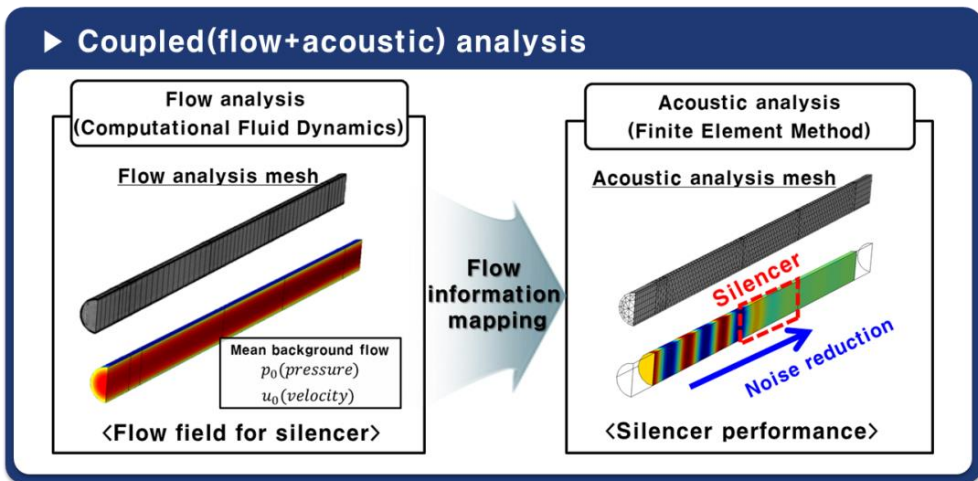 ▶ Coupled(flow+acoustic) analysis
Flow analysis
(Computational Fluid Dynamics)
Flow analysis mesh
Mean background flow
p₀(pressure)
u₀(velocity)
<Flow field for silencer>
Flow
information
mapping
Acoustic analysis
(Finite Element Method)
Acoustic analysis mesh
Silencer
Noise reduction
<Silencer performance>